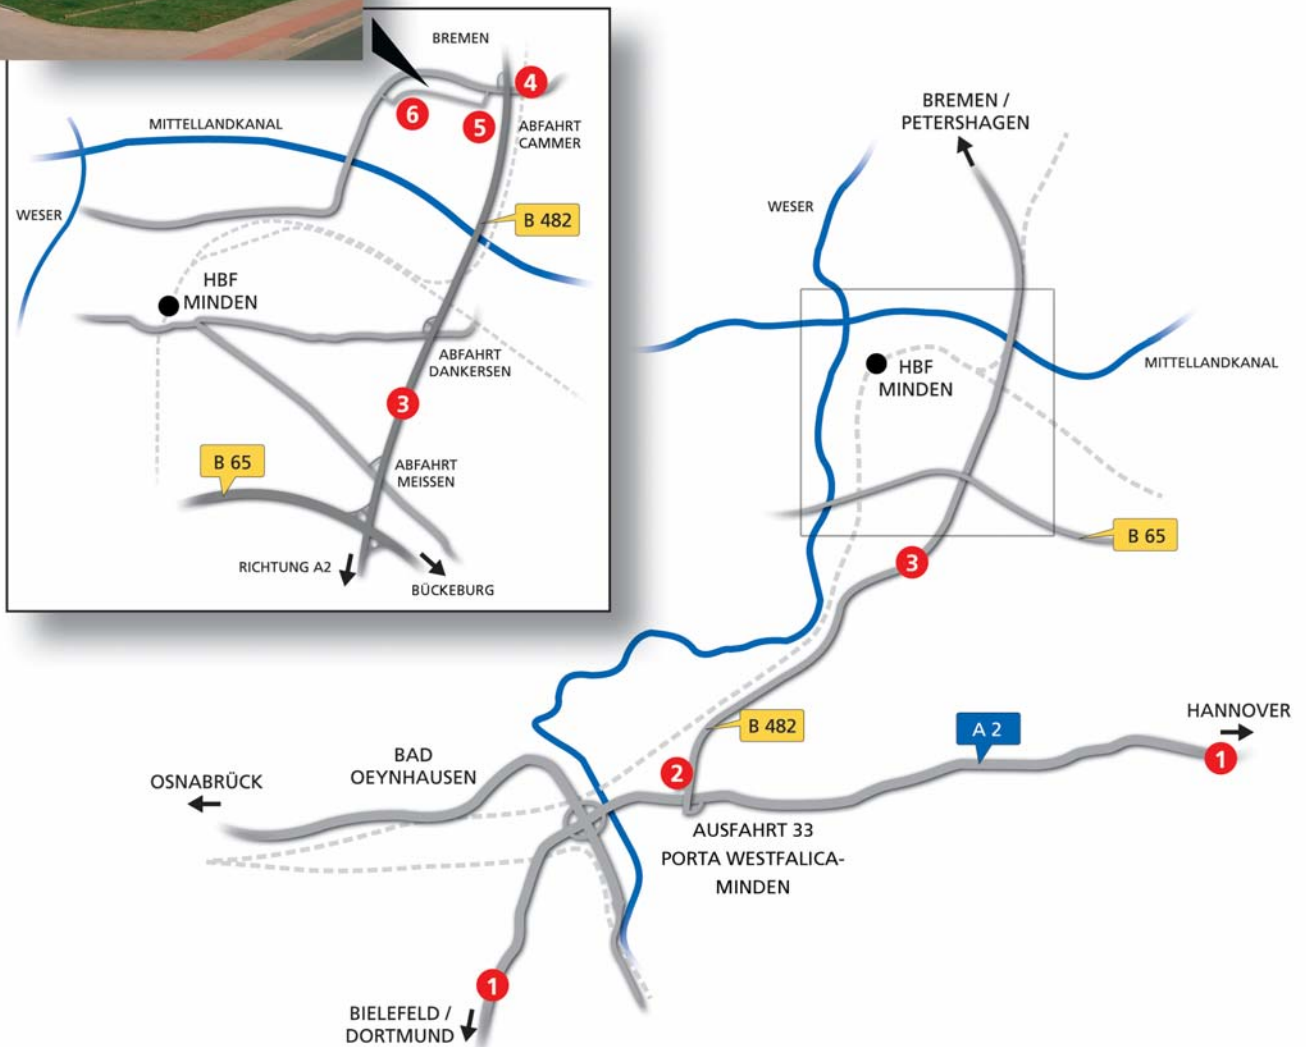 BREMEN
4
6
5
ABFAHRT
CAMMER
MITTELLANDKANAL
WESER
B 482
HBF
MINDEN
ABFAHRT
DANKERSEN
3
B 65
ABFAHRT
MEISSEN
RICHTUNG A2
BÜCKEBURG
BREMEN /
PETERSHAGEN
WESER
HBF
MINDEN
MITTELLANDKANAL
B 65
3
B 482
A 2
HANNOVER
1
2
BAD
OEYNHAUSEN
OSNABRÜCK
AUSFAHRT 33
PORTA WESTFALICA-
MINDEN
1
BIELEFELD /
DORTMUND